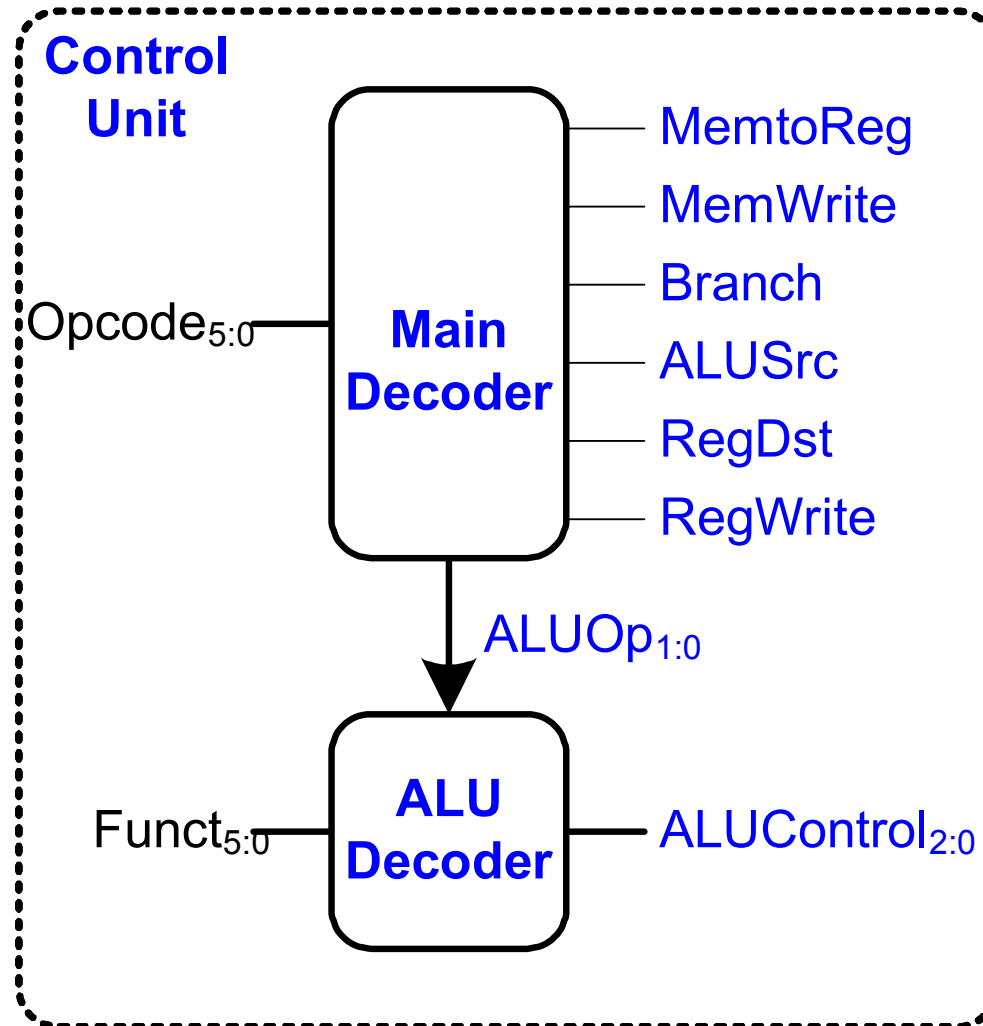 Control
Unit
MemtoReg
MemWrite
Branch
Opcode5:0
Main
Decoder
ALUSrc
RegDst
RegWrite
ALUOp1:0
ALU
Decoder
Funct5:0
ALUControl2:0